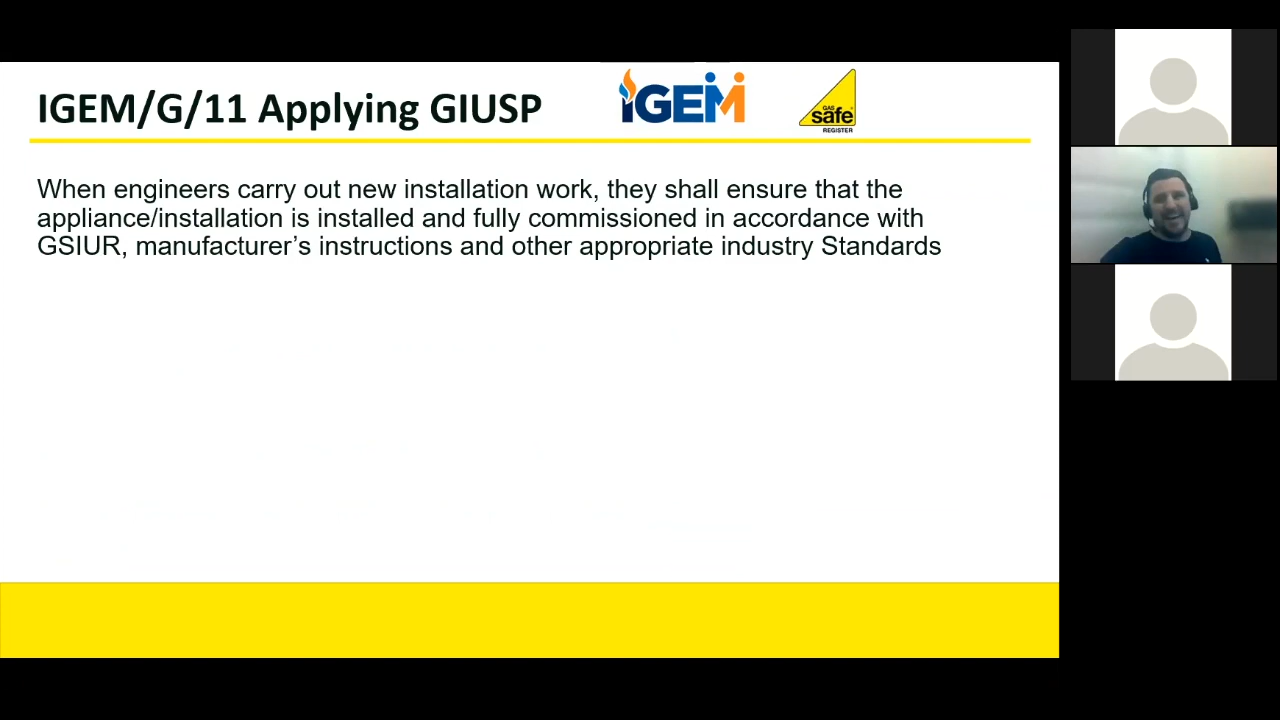 IGEM/G/11 Applying GIUSP
iGEM
GAS
safe
REGISTER
When engineers carry out new installation work, they shall ensure that the
appliance/installation is installed and fully commissioned in accordance with
GSIUR, manufacturer’s instructions and other appropriate industry Standards